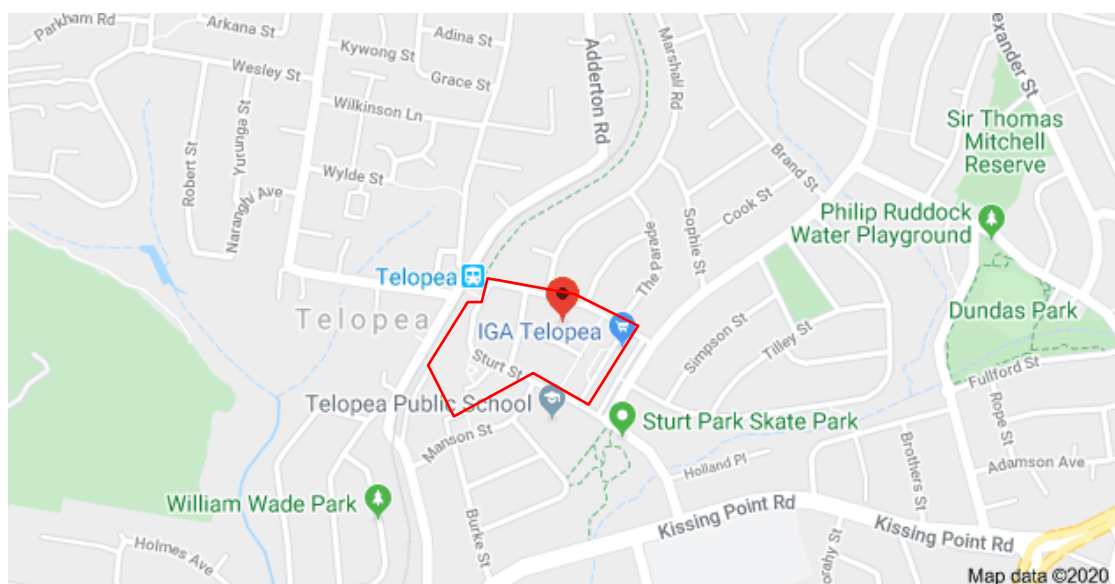 Parkham Rd
Arkana St
Adina St
Kywong St
Wesley St
Grace St
Wilkinson Ln
Adderton Rd
Marshall Rd
exander St
Sir Thomas
Mitchell
Reserve
Robert St
Yurunga St
Narangly Ave
Wylde St
Brand St
Cook St
Sophie St
Philip Ruddock
Water Playground
The Parade
Telopea
Telopea
IGA Telopea
Dundas Park
Simpson St
Tilley St
Sturt St
Fullford St
Telopea Public School
Sturt Park Skate Park
Rope St
Manson St
Brothers St
Holland Pl
Adamson Ave
William Wade Park
Burke St
Kissing Point Rd
Kissing Point Rd
orahy St
Holmes Ave
Map data ©2020